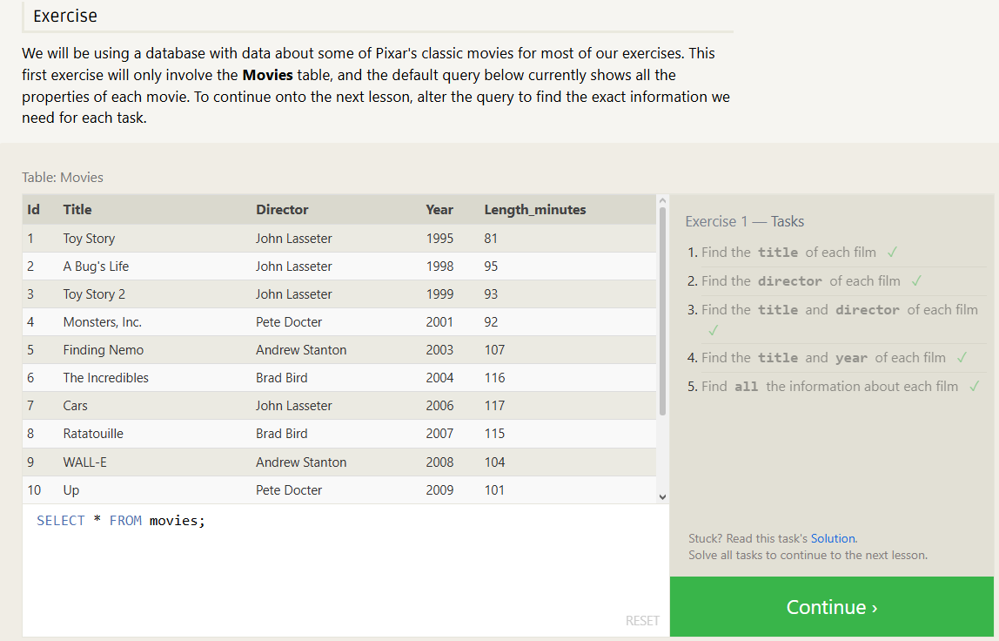 Exercise
We will be using a database with data about some of Pixar's classic movies for most of our exercises. This
first exercise will only involve the Movies table, and the default query below currently shows all the
properties of each movie. To continue onto the next lesson, alter the query to find the exact information we
need for each task.
Table: Movies
Id Title Director Year Length_minutes
1 Toy Story John Lasseter 1995 81
2 A Bug's Life John Lasseter 1998 95
3 Toy Story 2 John Lasseter 1999 93
4 Monsters, Inc. Pete Docter 2001 92
5 Finding Nemo Andrew Stanton 2003 107
6 The Incredibles Brad Bird 2004 116
7 Cars John Lasseter 2006 117
8 Ratatouille Brad Bird 2007 115
9 WALL-E Andrew Stanton 2008 104
10 Up Pete Docter 2009 101
SELECT * FROM movies;
RESET
Exercise 1 — Tasks
1. Find the title of each film ✓
2. Find the director of each film ✓
3. Find the title and director of each film
✓
4. Find the title and year of each film ✓
5. Find all the information about each film ✓
Stuck? Read this task's Solution.
Solve all tasks to continue to the next lesson.
Continue ›